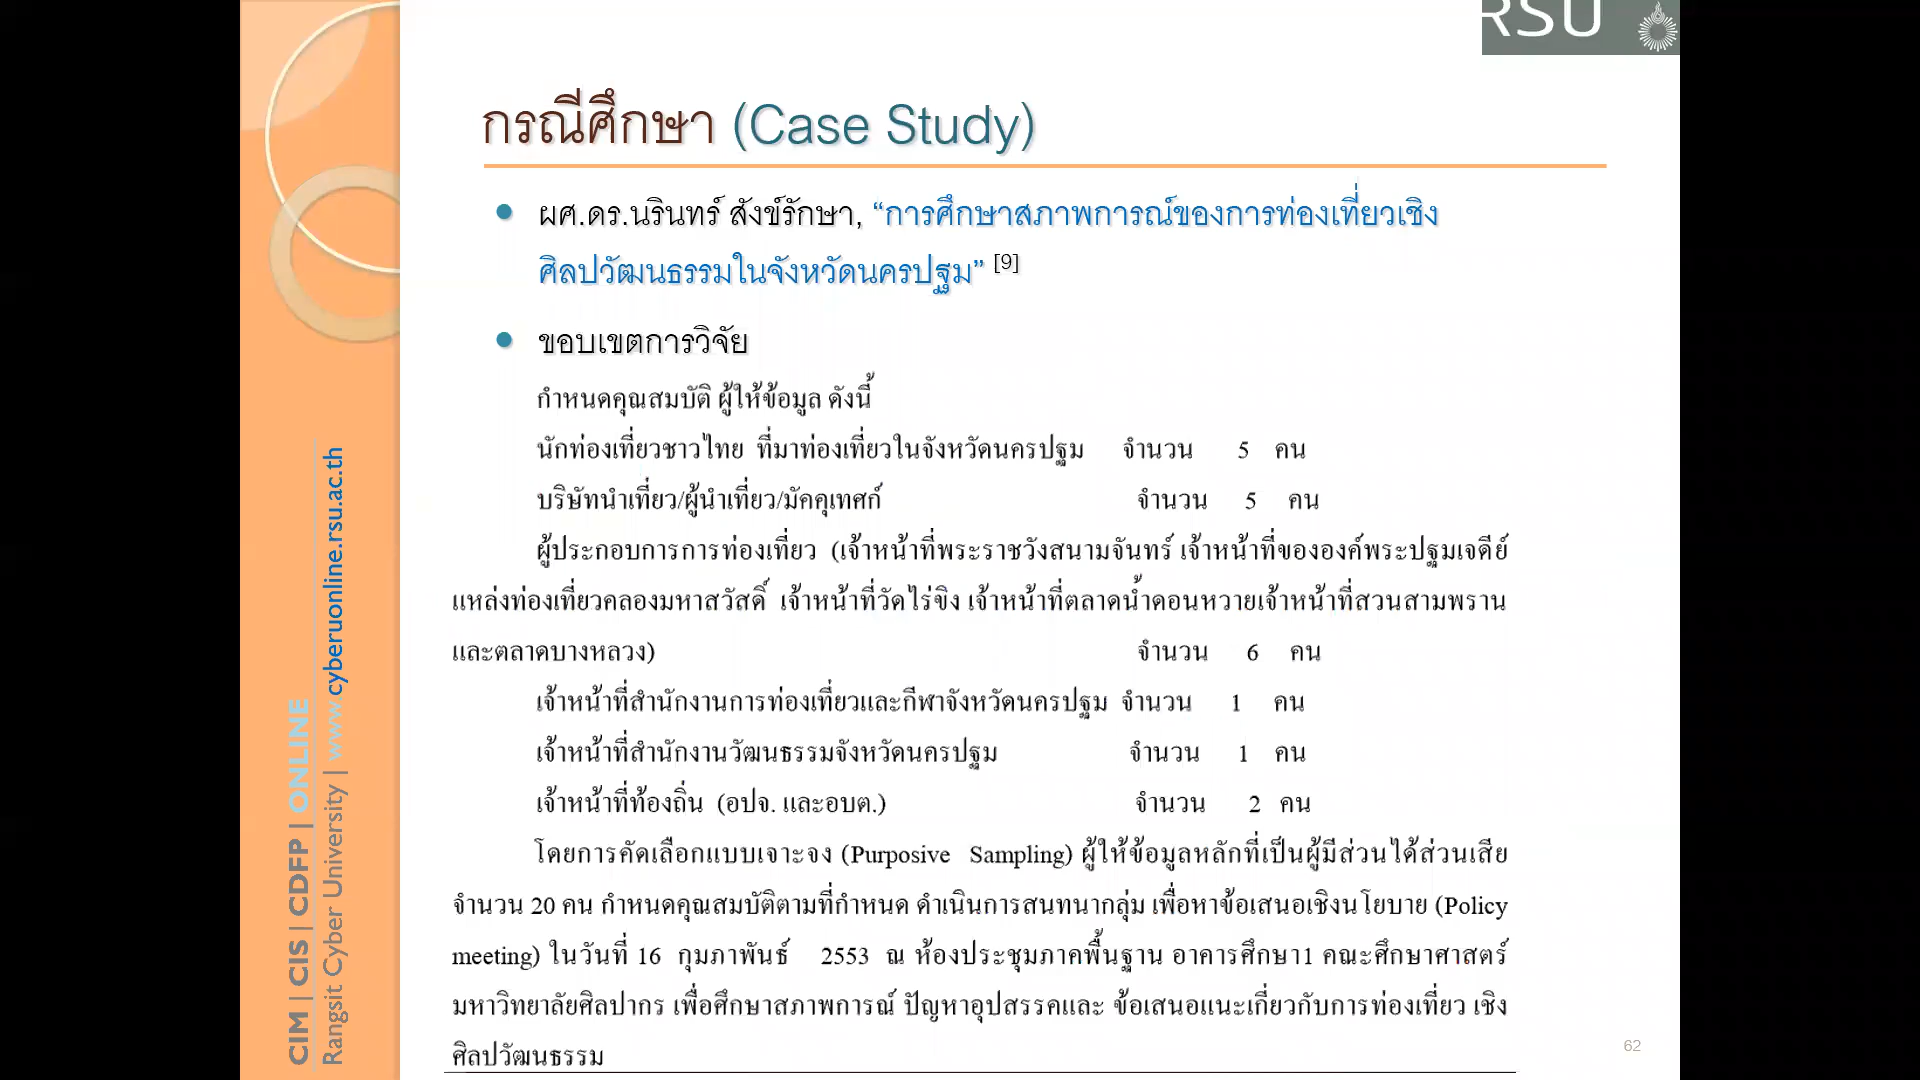 RSU
กรณีศึกษา (Case Study)
ผศ.ดร.นรินทร์ สังข์รักษา, “การศึกษาสภาพการณ์ของการท่องเที่ยวเชิง
ศิลปวัฒนธรรมในจังหวัดนครปฐม” [9]
ขอบเขตการวิจัย
กำหนดคุณสมบัติ ผู้ให้ข้อมูล ดังนี้
นักท่องเที่ยวชาวไทย ที่มาท่องเที่ยวในจังหวัดนครปฐม จำนวน 5 คน
บริษัทนำเที่ยว/ผู้นำเที่ยว/มัคคุเทศก์ จำนวน 5 คน
ผู้ประกอบการการท่องเที่ยว (เจ้าหน้าที่พระราชวังสนามจันทร์ เจ้าหน้าที่ขององค์พระปฐมเจดีย์
แหล่งท่องเที่ยวคลองมหาสวัสดิ์ เจ้าหน้าที่วัดไร่ขิง เจ้าหน้าที่ตลาดน้ำดอนหวายเจ้าหน้าที่สวนสามพราน
และตลาดบางหลวง) จำนวน 6 คน
เจ้าหน้าที่สำนักงานการท่องเที่ยวและกีฬาจังหวัดนครปฐม จำนวน 1 คน
เจ้าหน้าที่สำนักงานวัฒนธรรมจังหวัดนครปฐม จำนวน 1 คน
เจ้าหน้าที่ท้องถิ่น (อปจ. และอบต.) จำนวน 2 คน
โดยการคัดเลือกแบบเจาะจง (Purposive Sampling) ผู้ให้ข้อมูลหลักที่เป็นผู้มีส่วนได้ส่วนเสีย
จำนวน 20 คน กำหนดคุณสมบัติตามที่กำหนด ดำเนินการสนทนากลุ่ม เพื่อหาข้อเสนอเชิงนโยบาย (Policy
meeting) ในวันที่ 16 กุมภาพันธ์ 2553 ณ ห้องประชุมภาคพื้นฐาน อาคารศึกษา1 คณะศึกษาศาสตร์
มหาวิทยาลัยศิลปากร เพื่อศึกษาสภาพการณ์ ปัญหาอุปสรรคและ ข้อเสนอแนะเกี่ยวกับการท่องเที่ยว เชิง
ศิลปวัฒนธรรม
62
CIM | CIS | CDFP | ONLINE
Rangsit Cyber University | www.cyberuonline.rsu.ac.th